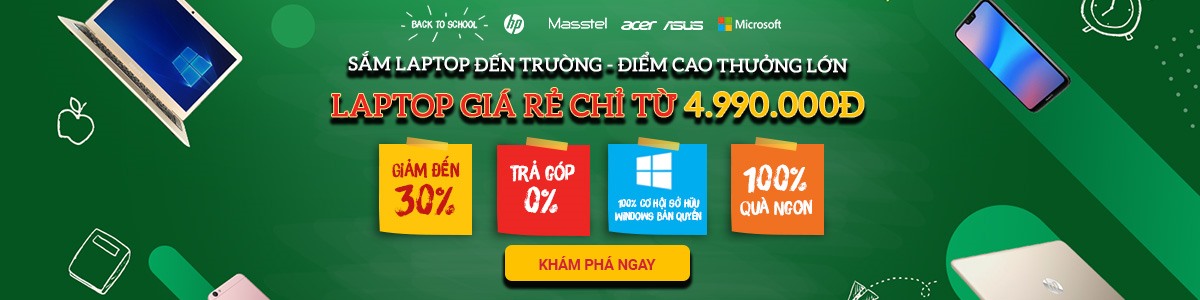 BACK TO SCHOOL hp Masstel acer ASUS Microsoft
SẮM LAPTOP ĐẾN TRƯỜNG - ĐIỂM CAO THƯỞNG LỚN
LAPTOP GIÁ RẺ CHỈ TỪ 4.990.000Đ
GIẢM ĐẾN
30%
TRẢ GÓP
0%
100% CƠ HỘI SỞ HỮU
WINDOWS BẢN QUYỀN
100%
QUÀ NGON
KHÁM PHÁ NGAY
hp